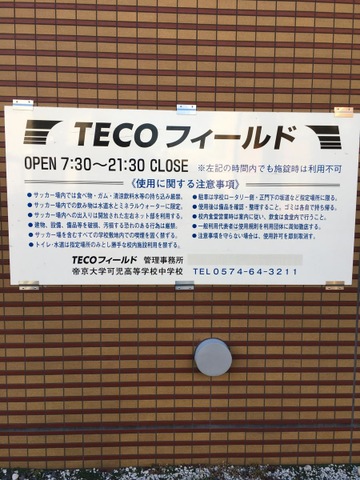 TECOフィールド
OPEN 7:30～21:30 CLOSE ※左記の時間内でも施錠時は利用不可
《使用に関する注意事項》
●サッカー場内では食べ物・ガム・清涼飲料水等の持ち込み厳禁。
●サッカー場内での飲み物は水道水とミネラルウォーターに限定。
●サッカー場内への出入りは開放された出入口ネット部を利用する。
●建物、設備、備品等を破損、汚損する恐れのある行為は厳禁。
●サッカー場を含むすべての学校敷地内での喫煙を固く禁ずる。
●トイレ・水道は指定場所のみとし勝手な校内施設利用を禁ずる。
●駐車は学校ロータリー側・正門下の坂道など指定場所に限る。
●使用後は備品を確認・整理すること。ゴミは各自で持ち帰る。
●校内食堂営業時は案内に従い、飲食は食堂内で行うこと。
●一般利用代表者は使用規則を利用団体に周知徹底する。
●注意事項を守らない場合は、使用許可を即刻取消す。
TECOフィールド 管理事務所
帝京大学可児高等学校中学校 TEL 0574-64-3211